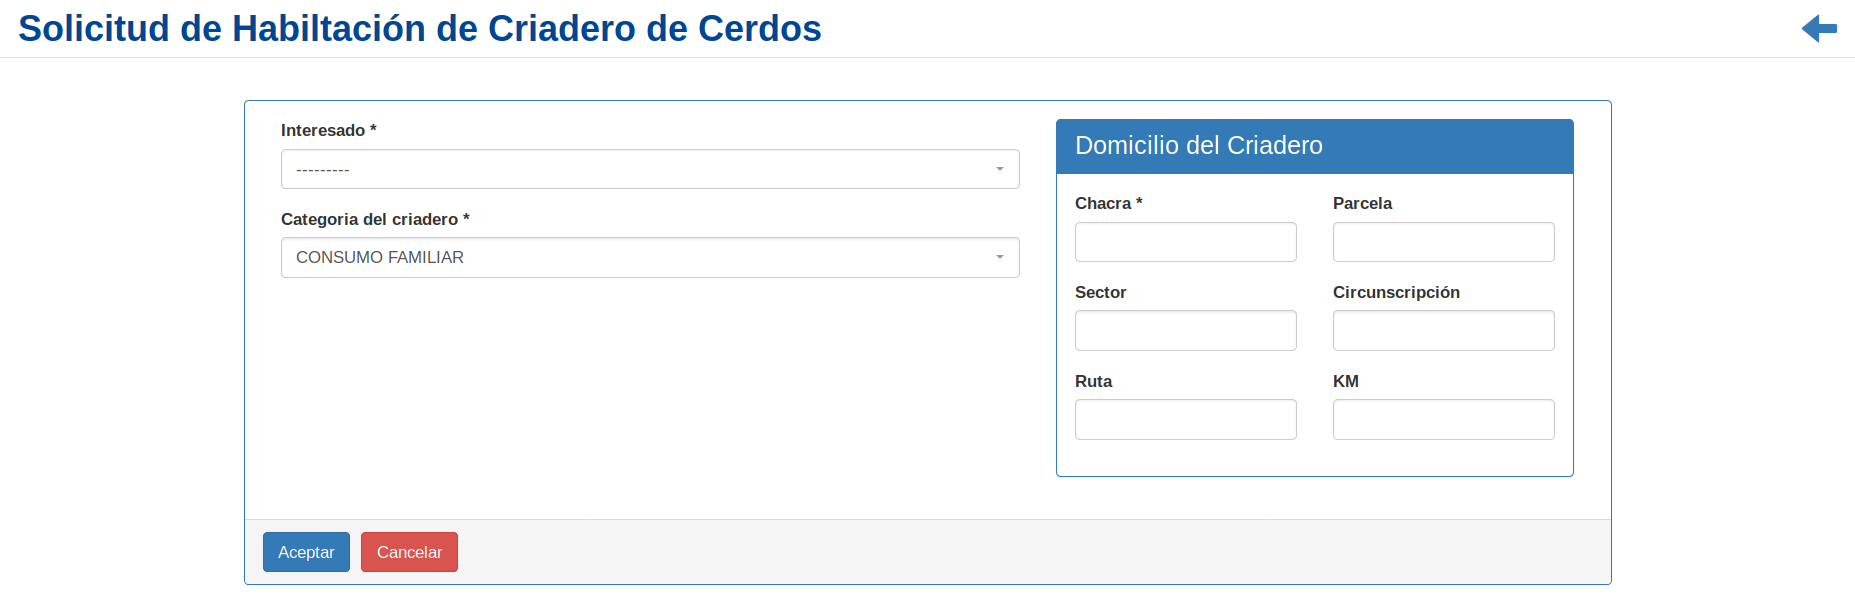 Solicitud de Habiltación de Criadero de Cerdos
Interesado *
---------
Categoria del criadero *
CONSUMO FAMILIAR
Domicilio del Criadero
Chacra *
Parcela
Sector
Circunscripción
Ruta
KM
Aceptar
Cancelar